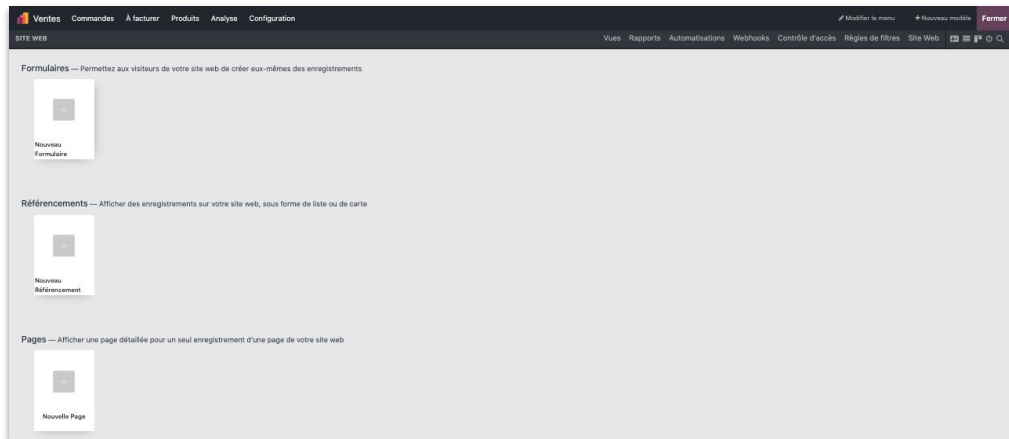 Ventes Commandes À facturer Produits Analyse Configuration Modifier le menu + Nouveau modèle Fermer
SITE WEB Vues Rapports Automatisations Webhooks Contrôle d'accès Règles de filtres Site Web
Formulaires — Permettez aux visiteurs de votre site web de créer eux-mêmes des enregistrements
Nouveau
Formulaire
Référencements — Afficher des enregistrements sur votre site web, sous forme de liste ou de carte
Nouveau
Référencement
Pages — Afficher une page détaillée pour un seul enregistrement d'une page de votre site web
Nouvelle Page